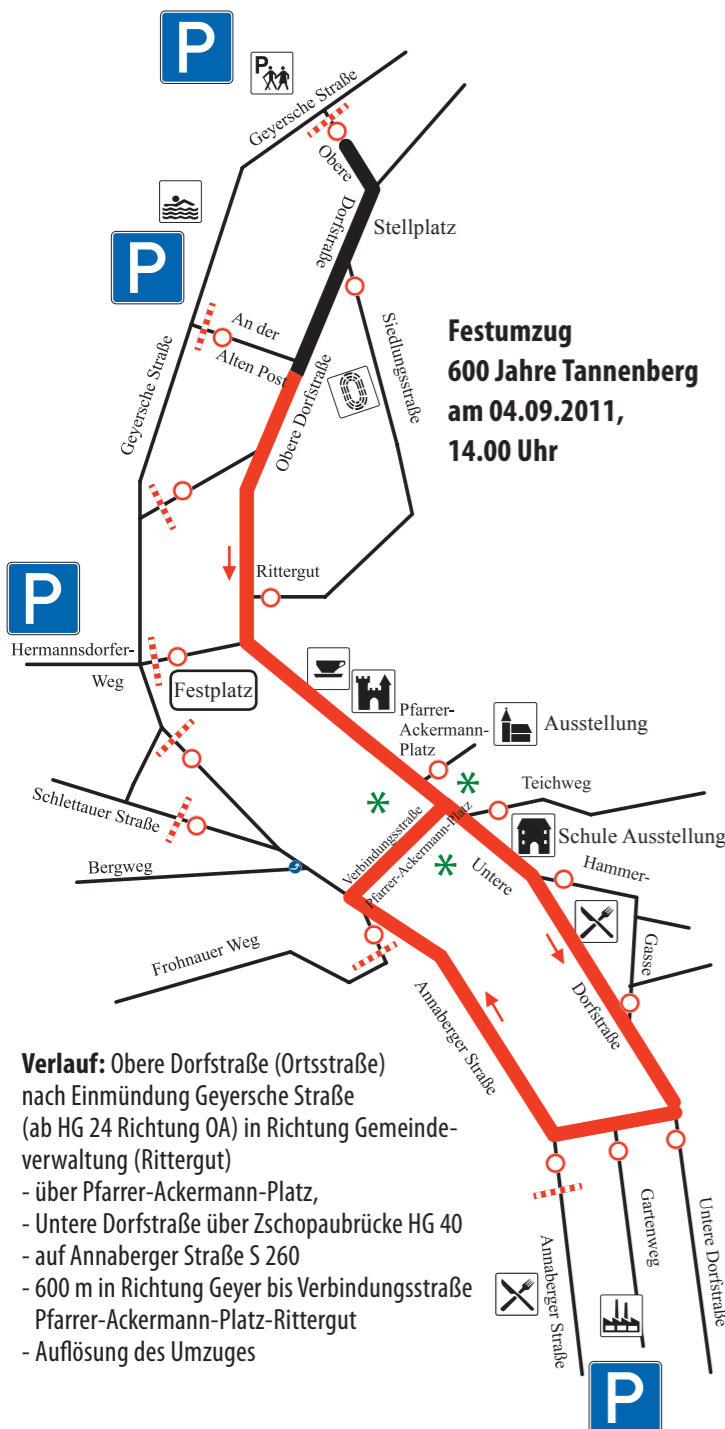 P
P
Geyersche Straße
Obere
Dorfstraße
Stellplatz
P
An der
Alten Post
Siedlungsstraße
Geyersche Straße
Obere Dorfstraße
Festumzug
600 Jahre Tannenberg
am 04.09.2011,
14.00 Uhr
P
Rittergut
Hermannsdorfer-
Weg
Festplatz
Pfarrer-
Ackermann-
Platz
Ausstellung
Schlettauer Straße
Teichweg
Verbindungsstraße
Pfarrer-Ackermann-Platz
Schule Ausstellung
Bergweg
Untere
Hammer-
Gasse
Frohnauer Weg
Dorfstraße
Annaberger Straße
Verlauf: Obere Dorfstraße (Ortsstraße)
nach Einmündung Geyersche Straße
(ab HG 24 Richtung OA) in Richtung Gemeinde-
verwaltung (Rittergut)
- über Pfarrer-Ackermann-Platz,
- Untere Dorfstraße über Zschopaubrücke HG 40
- auf Annaberger Straße S 260
- 600 m in Richtung Geyer bis Verbindungsstraße
Pfarrer-Ackermann-Platz-Rittergut
- Auflösung des Umzuges
Annaberger Straße
Gartenweg
Untere Dorfstraße
P